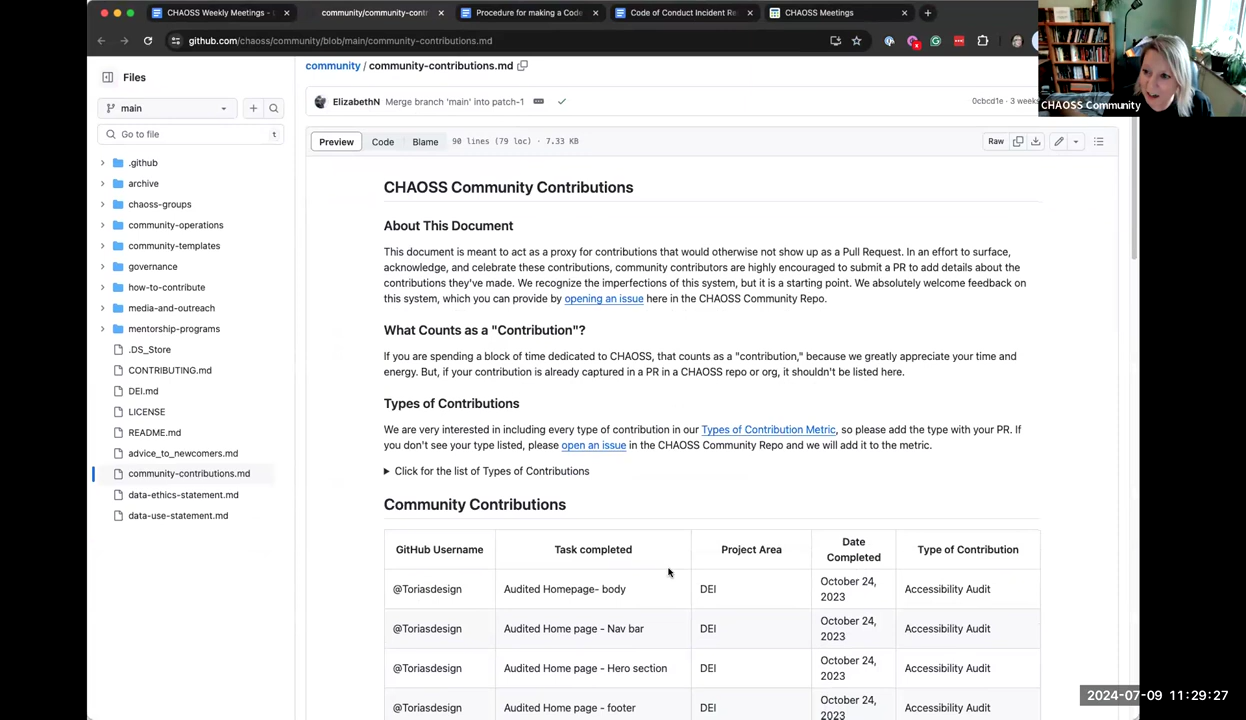 CHAOSS Weekly Meetings -
community/community-contr
Procedure for making a Code
Code of Conduct Incident Re
CHAOSS Meetings
github.com/chaoss/community/blob/main/community-contributions.md
CHAOSS Community
Files
main
Go to file
t
.github
archive
chaoss-groups
community-operations
community-templates
governance
how-to-contribute
media-and-outreach
mentorship-programs
.DS_Store
CONTRIBUTING.md
DEI.md
LICENSE
README.md
advice_to_newcomers.md
community-contributions.md
data-ethics-statement.md
data-use-statement.md
community / community-contributions.md
ElizabethN Merge branch 'main' into patch-1
0cbcd1e · 3 weeks
Preview Code Blame 90 lines (79 loc) · 7.33 KB
Raw
CHAOSS Community Contributions
About This Document
This document is meant to act as a proxy for contributions that would otherwise not show up as a Pull Request. In an effort to surface,
acknowledge, and celebrate these contributions, community contributors are highly encouraged to submit a PR to add details about the
contributions they've made. We recognize the imperfections of this system, but it is a starting point. We absolutely welcome feedback on
this system, which you can provide by opening an issue here in the CHAOSS Community Repo.
What Counts as a "Contribution"?
If you are spending a block of time dedicated to CHAOSS, that counts as a "contribution," because we greatly appreciate your time and
energy. But, if your contribution is already captured in a PR in a CHAOSS repo or org, it shouldn't be listed here.
Types of Contributions
We are very interested in including every type of contribution in our Types of Contribution Metric, so please add the type with your PR. If
you don't see your type listed, please open an issue in the CHAOSS Community Repo and we will add it to the metric.
Click for the list of Types of Contributions
Community Contributions
GitHub Username Task completed Project Area Date Completed Type of Contribution
@Toriasdesign Audited Homepage- body DEI October 24, 2023 Accessibility Audit
@Toriasdesign Audited Home page - Nav bar DEI October 24, 2023 Accessibility Audit
@Toriasdesign Audited Home page - Hero section DEI October 24, 2023 Accessibility Audit
@Toriasdesign Audited Home page - footer DEI October 24, Accessibility Audit
2024-07-09 11:29:27